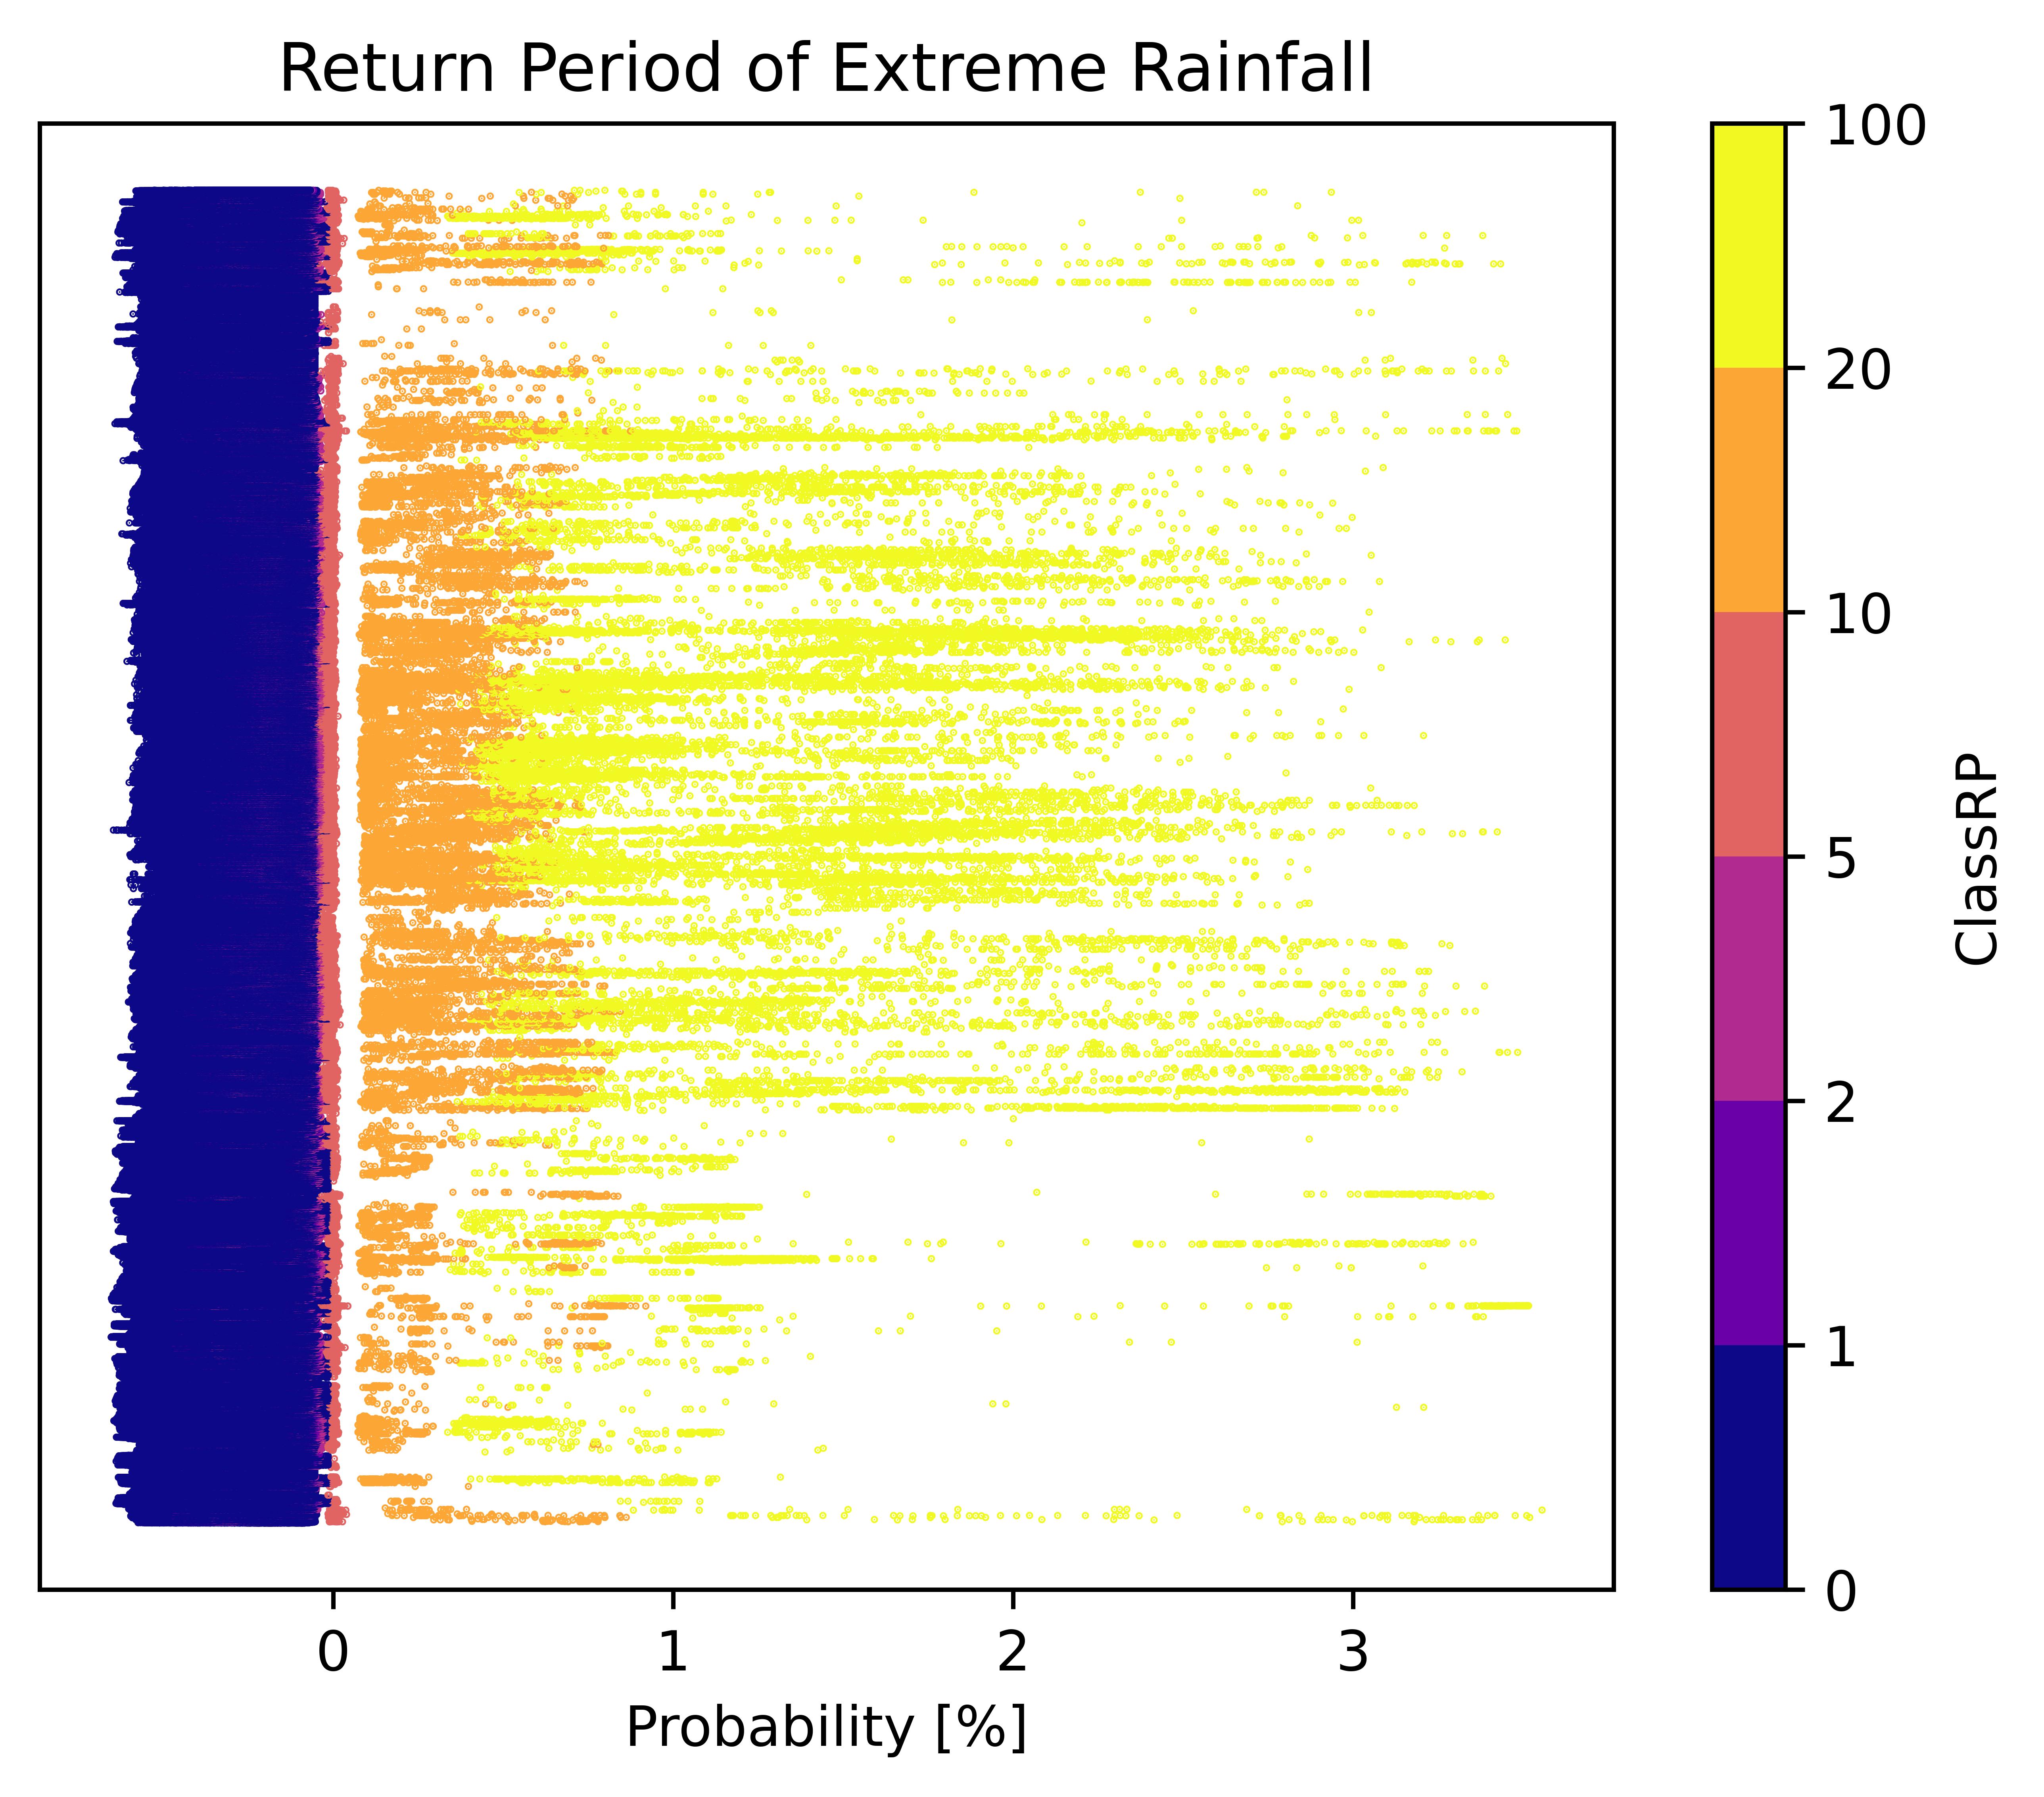 Return Period of Extreme Rainfall
100
20
10
5
2
1
0
ClassRP
0 1 2 3
Probability [%]